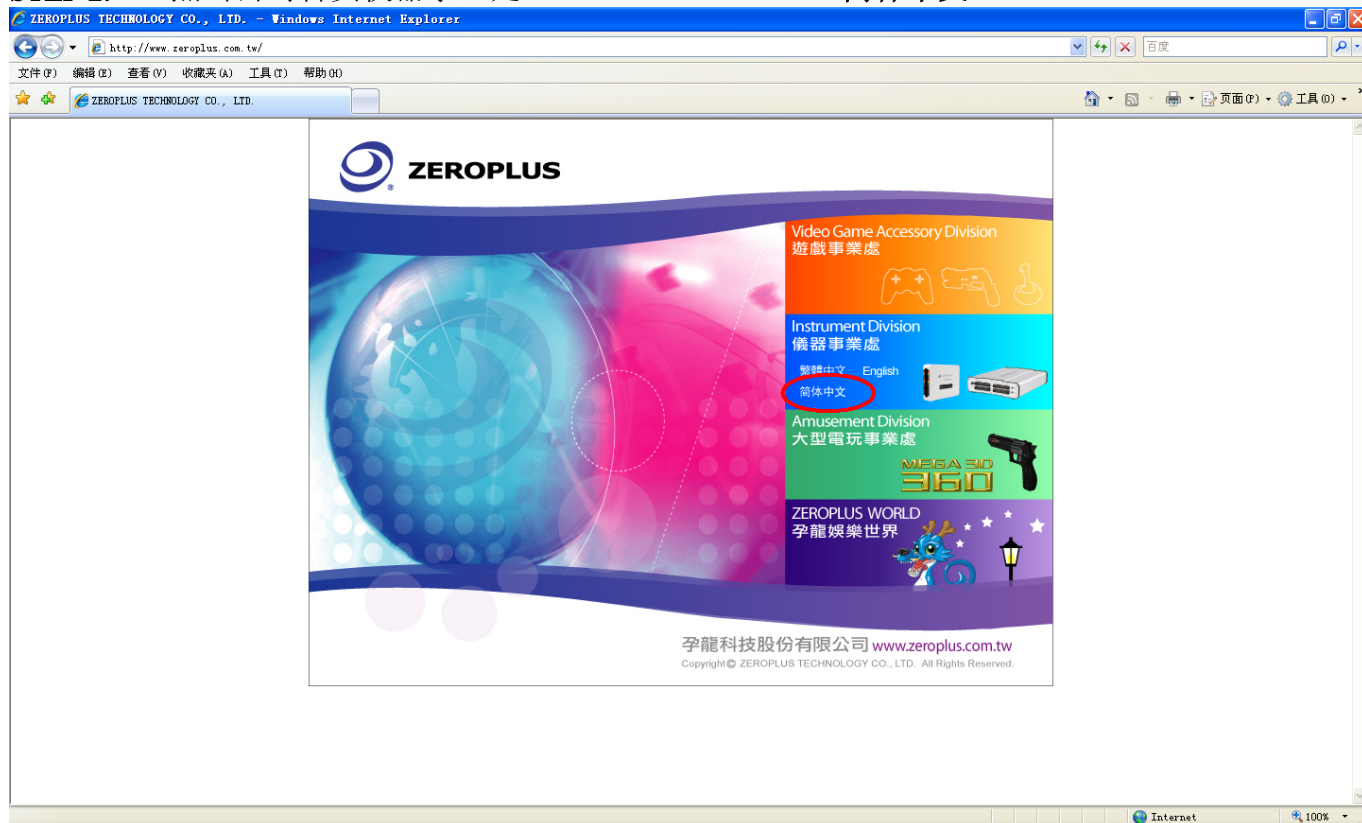 ZEROPLUS TECHNOLOGY CO., LTD. - Windows Internet Explorer
http://www.zeroplus.com.tw/
百度
文件(F) 编辑(E) 查看(V) 收藏夹(A) 工具(T) 帮助(H)
ZEROPLUS TECHNOLOGY CO., LTD.
页面(P) 工具(O)
ZEROPLUS
Video Game Accessory Division
遊戲事業處
Instrument Division
儀器事業處
繁體中文 English
简体中文
Amusement Division
大型電玩事業處
MEGA 3D
360
ZEROPLUS WORLD
孕龍娛樂世界
孕龍科技股份有限公司 www.zeroplus.com.tw
Copyright© ZEROPLUS TECHNOLOGY CO., LTD. All Rights Reserved.
Internet 100%